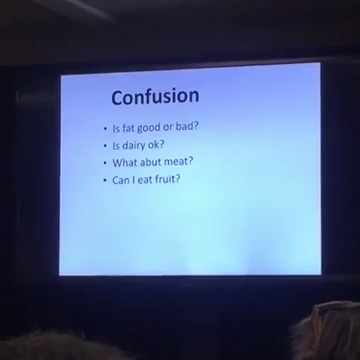 Confusion
• Is fat good or bad?
• Is dairy ok?
• What abut meat?
• Can I eat fruit?